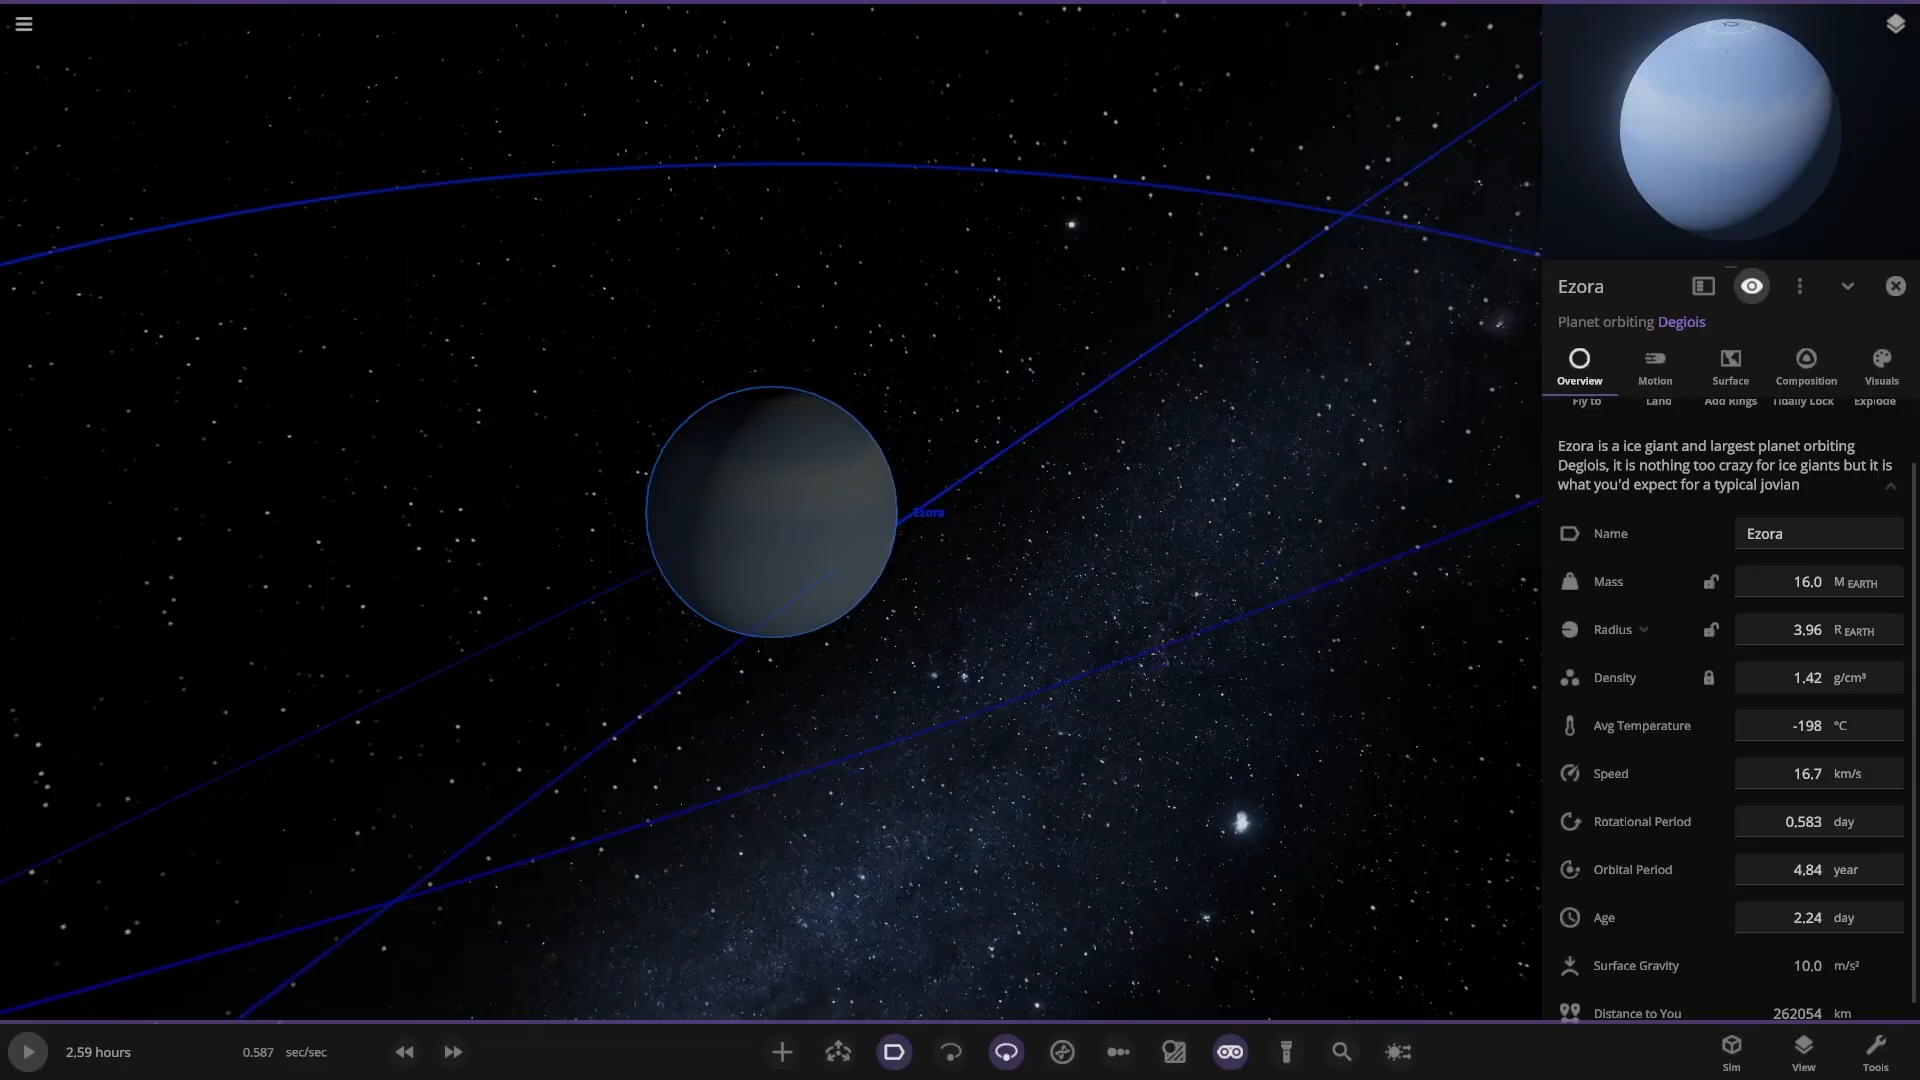 Ezora
Planet orbiting Degiois
Overview
Motion
Surface
Composition
Visuals
Fly to
Land
Add Rings
Tidally Lock
Explode
Ezora is a ice giant and largest planet orbiting
Degiois, it is nothing too crazy for ice giants but it is
what you'd expect for a typical jovian
Name Ezora
Mass 16.0 M EARTH
Radius 3.96 R EARTH
Density 1.42 g/cm³
Avg Temperature -198 °C
Speed 16.7 km/s
Rotational Period 0.583 day
Orbital Period 4.84 year
Age 2.24 day
Surface Gravity 10.0 m/s²
Distance to You 262054 km
Ezora
2.59 hours
0.587 sec/sec
Sim
View
Tools